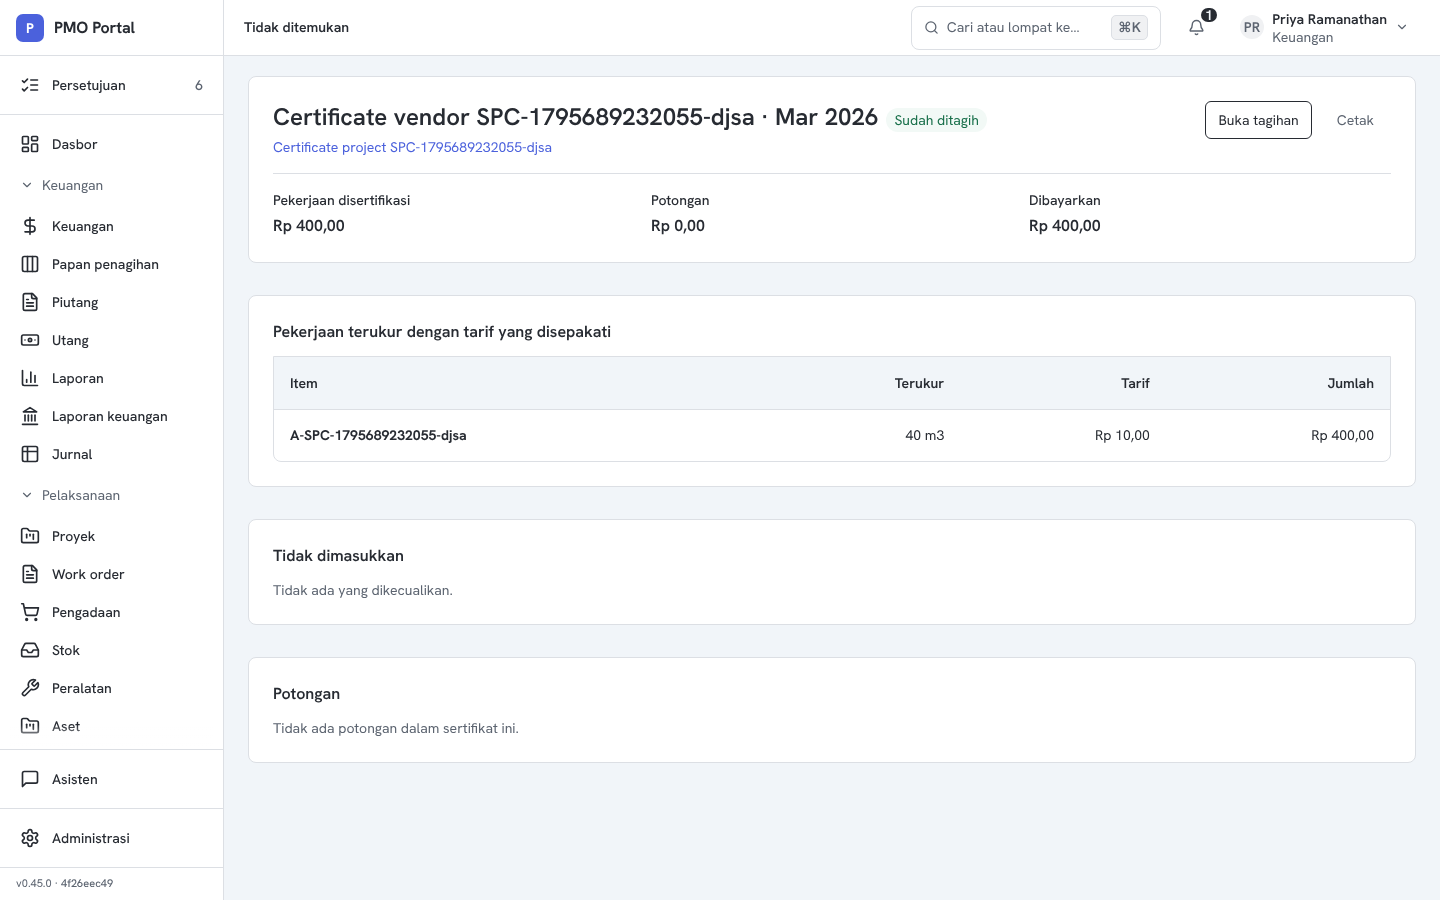 P
PMO Portal
Tidak ditemukan
Cari atau lompat ke...
⌘K
1
PR
Priya Ramanathan
Keuangan
Persetujuan
6
Dasbor
Keuangan
Keuangan
Papan penagihan
Piutang
Utang
Laporan
Laporan keuangan
Jurnal
Pelaksanaan
Proyek
Work order
Pengadaan
Stok
Peralatan
Aset
Asisten
Administrasi
v0.45.0 · 4f26eec49
Certificate vendor SPC-1795689232055-djsa · Mar 2026
Sudah ditagih
Buka tagihan
Cetak
Certificate project SPC-1795689232055-djsa
Pekerjaan disertifikasi
Potongan
Dibayarkan
Rp 400,00
Rp 0,00
Rp 400,00
Pekerjaan terukur dengan tarif yang disepakati
Item
Terukur
Tarif
Jumlah
A-SPC-1795689232055-djsa
40 m3
Rp 10,00
Rp 400,00
Tidak dimasukkan
Tidak ada yang dikecualikan.
Potongan
Tidak ada potongan dalam sertifikat ini.